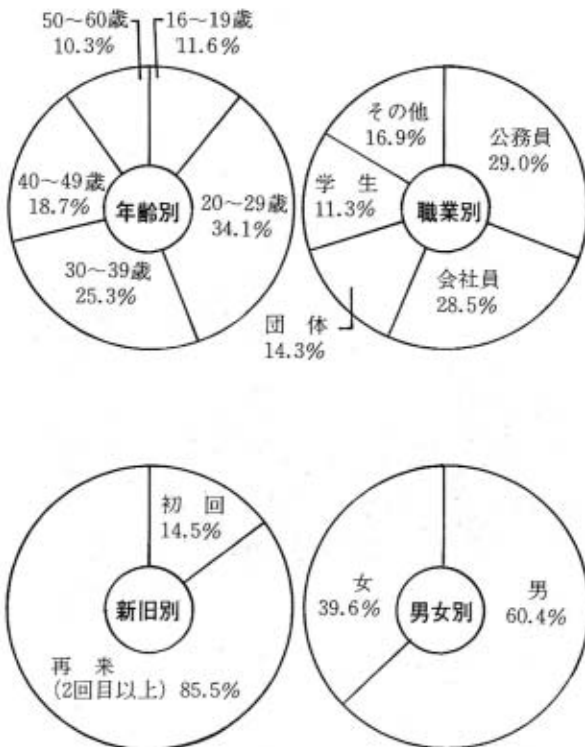 50～60歳
10.3%
16～19歳
11.6%
40～49歳
18.7%
年齢別
20～29歳
34.1%
30～39歳
25.3%
その他
16.9%
公務員
29.0%
学 生
11.3%
職業別
会社員
28.5%
団 体
14.3%
初 回
14.5%
新旧別
再 来
(2回目以上) 85.5%
女
39.6%
男女別
男
60.4%